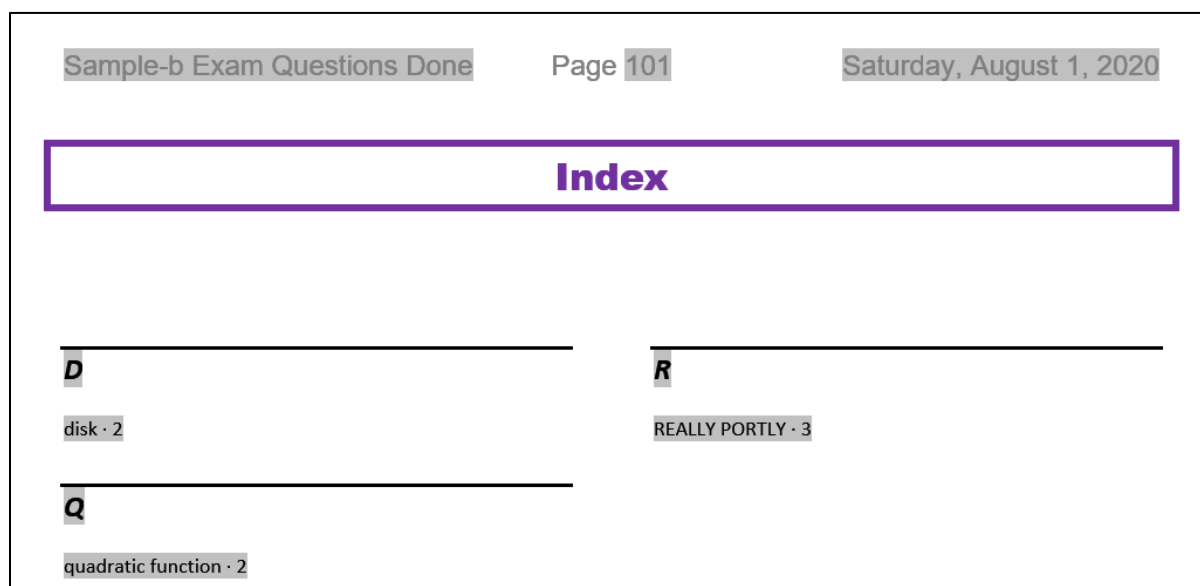 Sample-b Exam Questions Done Page 101 Saturday, August 1, 2020
Index
D
disk · 2
Q
quadratic function · 2
R
REALLY PORTLY · 3